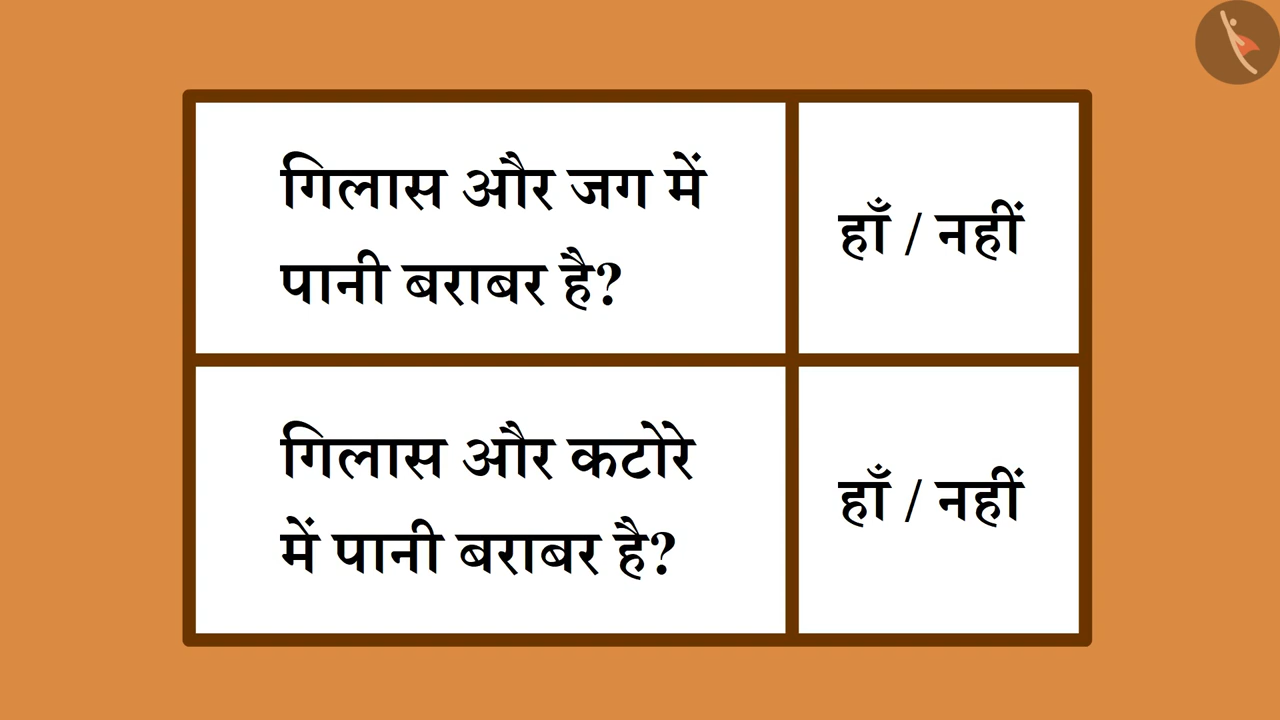 गिलास और जग में
पानी बराबर है?
हाँ / नहीं
गिलास और कटोरे
में पानी बराबर है?
हाँ / नहीं